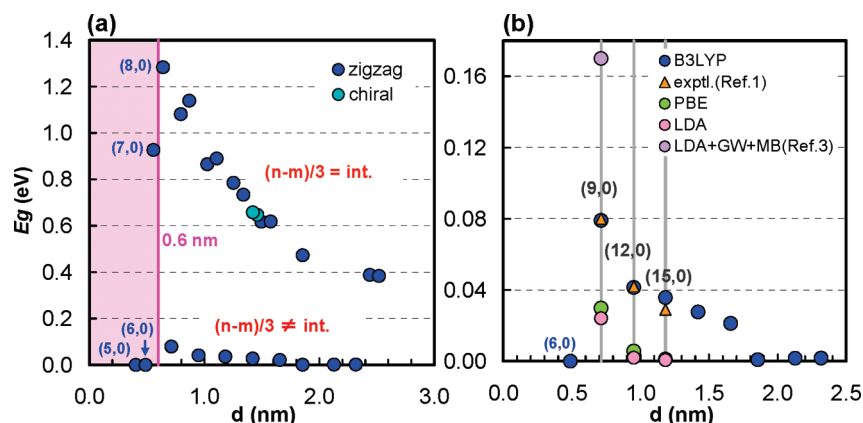 (a)
1.4
1.2
1.0
0.8
0.6
0.4
0.2
0.0
Eg (eV)
(8,0)
(7,0)
(6,0)
(5,0)
zigzag
chiral
(n-m)/3 = int.
0.6 nm
(n-m)/3 ≠ int.
0.0
1.0
2.0
3.0
d (nm)
(b)
0.16
0.12
0.08
0.04
0.00
B3LYP
exptl.(Ref.1)
PBE
LDA
LDA+GW+MB(Ref.3)
(9,0)
(12,0)
(15,0)
(6,0)
0.0
0.5
1.0
1.5
2.0
2.5
d (nm)